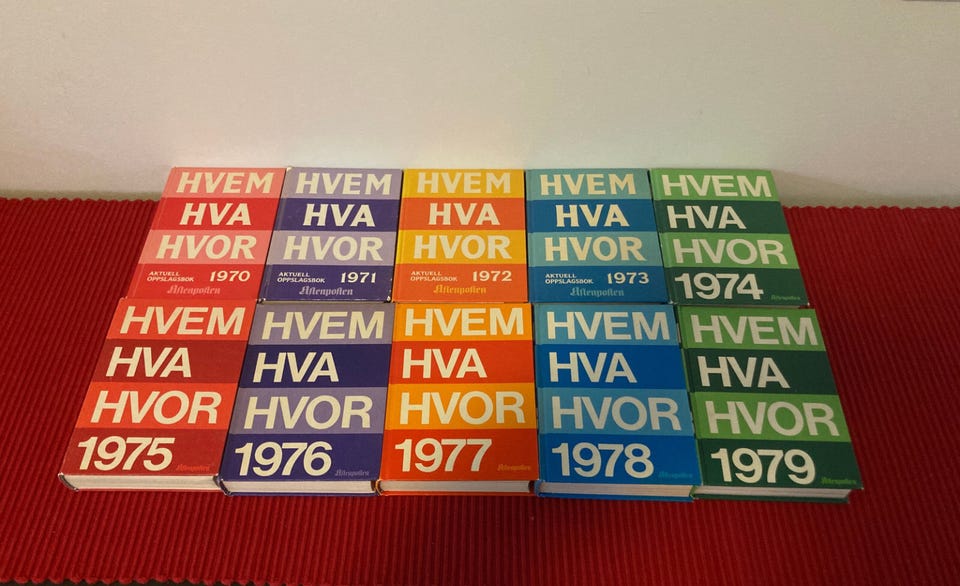 HVEM
HVA
HVOR
AKTUELL
OPPSLAGSBOK 1970
Aftenposten
HVEM
HVA
HVOR
AKTUELL
OPPSLAGSBOK 1971
Aftenposten
HVEM
HVA
HVOR
AKTUELL
OPPSLAGSBOK 1972
Aftenposten
HVEM
HVA
HVOR
AKTUELL
OPPSLAGSBOK 1973
Aftenposten
HVEM
HVA
HVOR
1974 Aftenposten
HVEM
HVA
HVOR
1975 Aftenposten
HVEM
HVA
HVOR
1976 Aftenposten
HVEM
HVA
HVOR
1977 Aftenposten
HVEM
HVA
HVOR
1978 Aftenposten
HVEM
HVA
HVOR
1979 Aftenposten